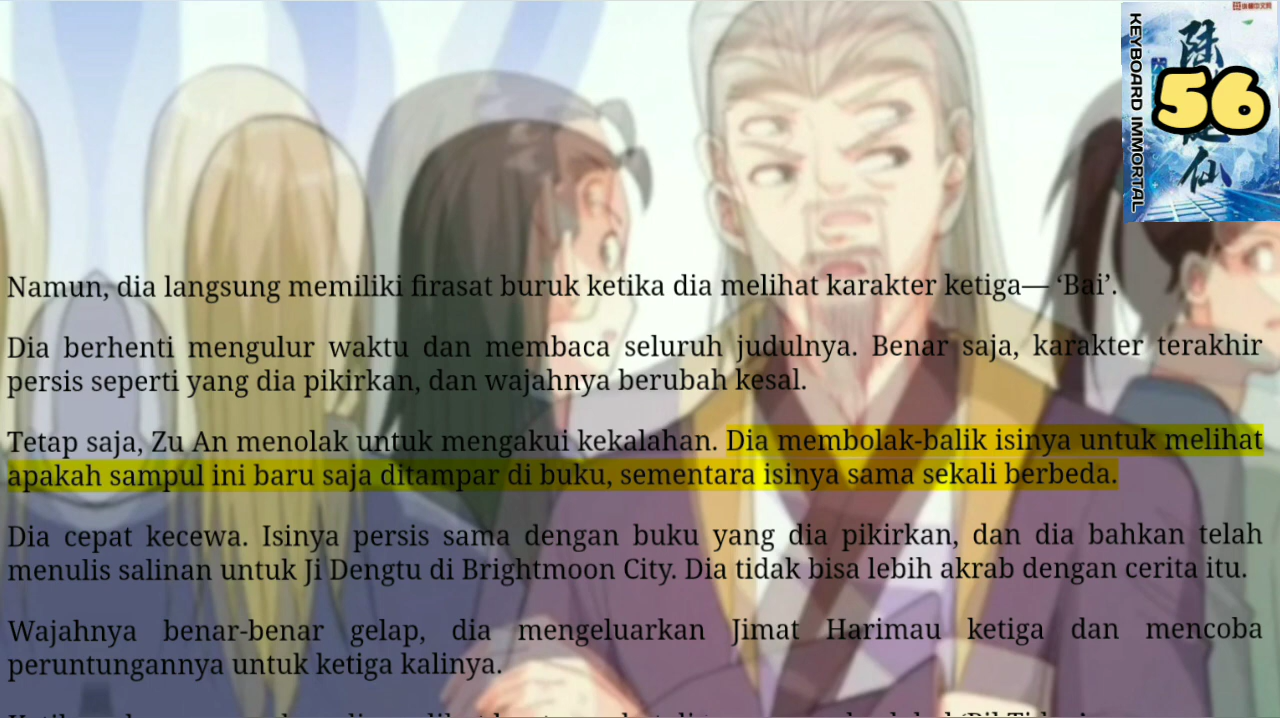 KEYBOARD IMMORTAL
56
Namun, dia langsung memiliki firasat buruk ketika dia melihat karakter ketiga— ‘Bai’.
Dia berhenti mengulur waktu dan membaca seluruh judulnya. Benar saja, karakter terakhir
persis seperti yang dia pikirkan, dan wajahnya berubah kesal.
Tetap saja, Zu An menolak untuk mengakui kekalahan. Dia membolak-balik isinya untuk melihat
apakah sampul ini baru saja ditampar di buku, sementara isinya sama sekali berbeda.
Dia cepat kecewa. Isinya persis sama dengan buku yang dia pikirkan, dan dia bahkan telah
menulis salinan untuk Ji Dengtu di Brightmoon City. Dia tidak bisa lebih akrab dengan cerita itu.
Wajahnya benar-benar gelap, dia mengeluarkan Jimat Harimau ketiga dan mencoba
peruntungannya untuk ketiga kalinya.